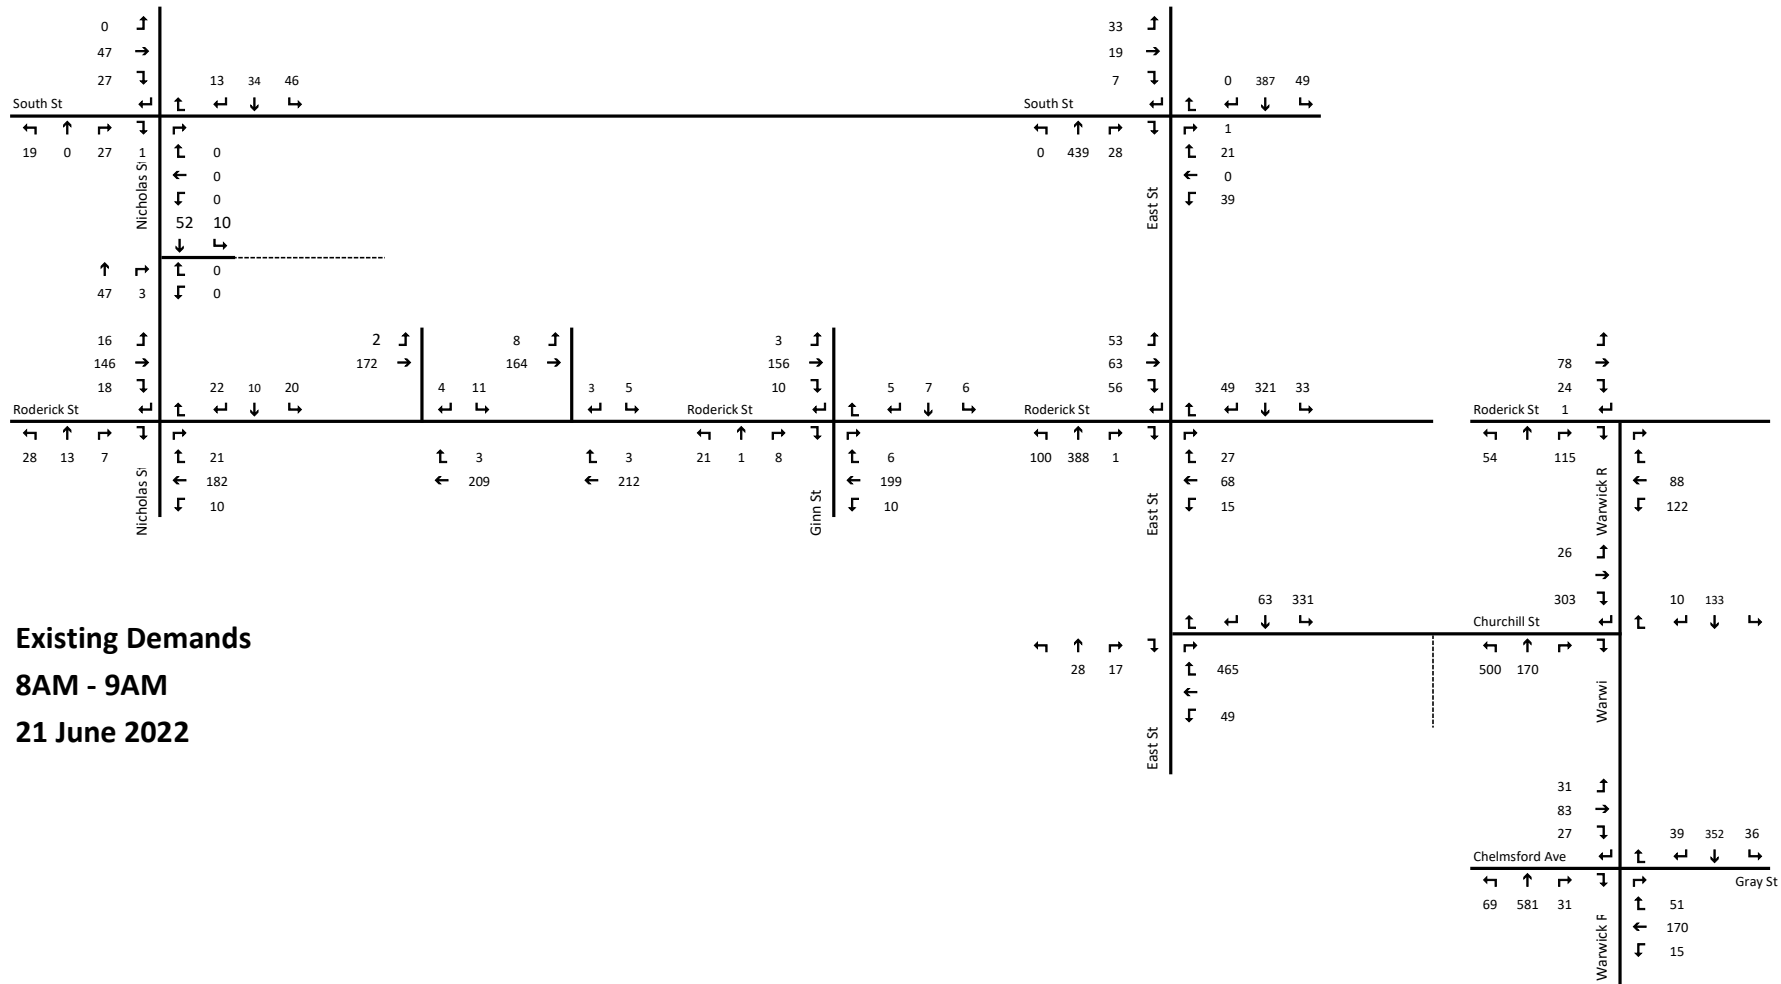 0 33
47 19
27 13 34 46 7 0 387 49
South St South St
1
19 0 27 1 0 0 439 28 21
0 0
0 39
Nicholas S East St
52 10
0
47 3 0
16 2 8 3 53
146 172 164 156 63 78
18 22 10 20 4 11 3 5 10 5 7 6 56 49 321 33 24
Roderick St Roderick St Roderick St Roderick St 1
28 13 7 21 3 3 21 1 8 6 100 388 1 27 54 115
182 209 212 199 68 88
10 10 15 122
Nicholas S Ginn St East St Warwick R
26
63 331 303 10 133
Churchill St
28 17 465 500 170
49
East St Warwi
Existing Demands
8AM - 9AM
21 June 2022
31
83
27 39 352 36
Chelmsford Ave
Gray St
69 581 31 51
170
15
Warwick